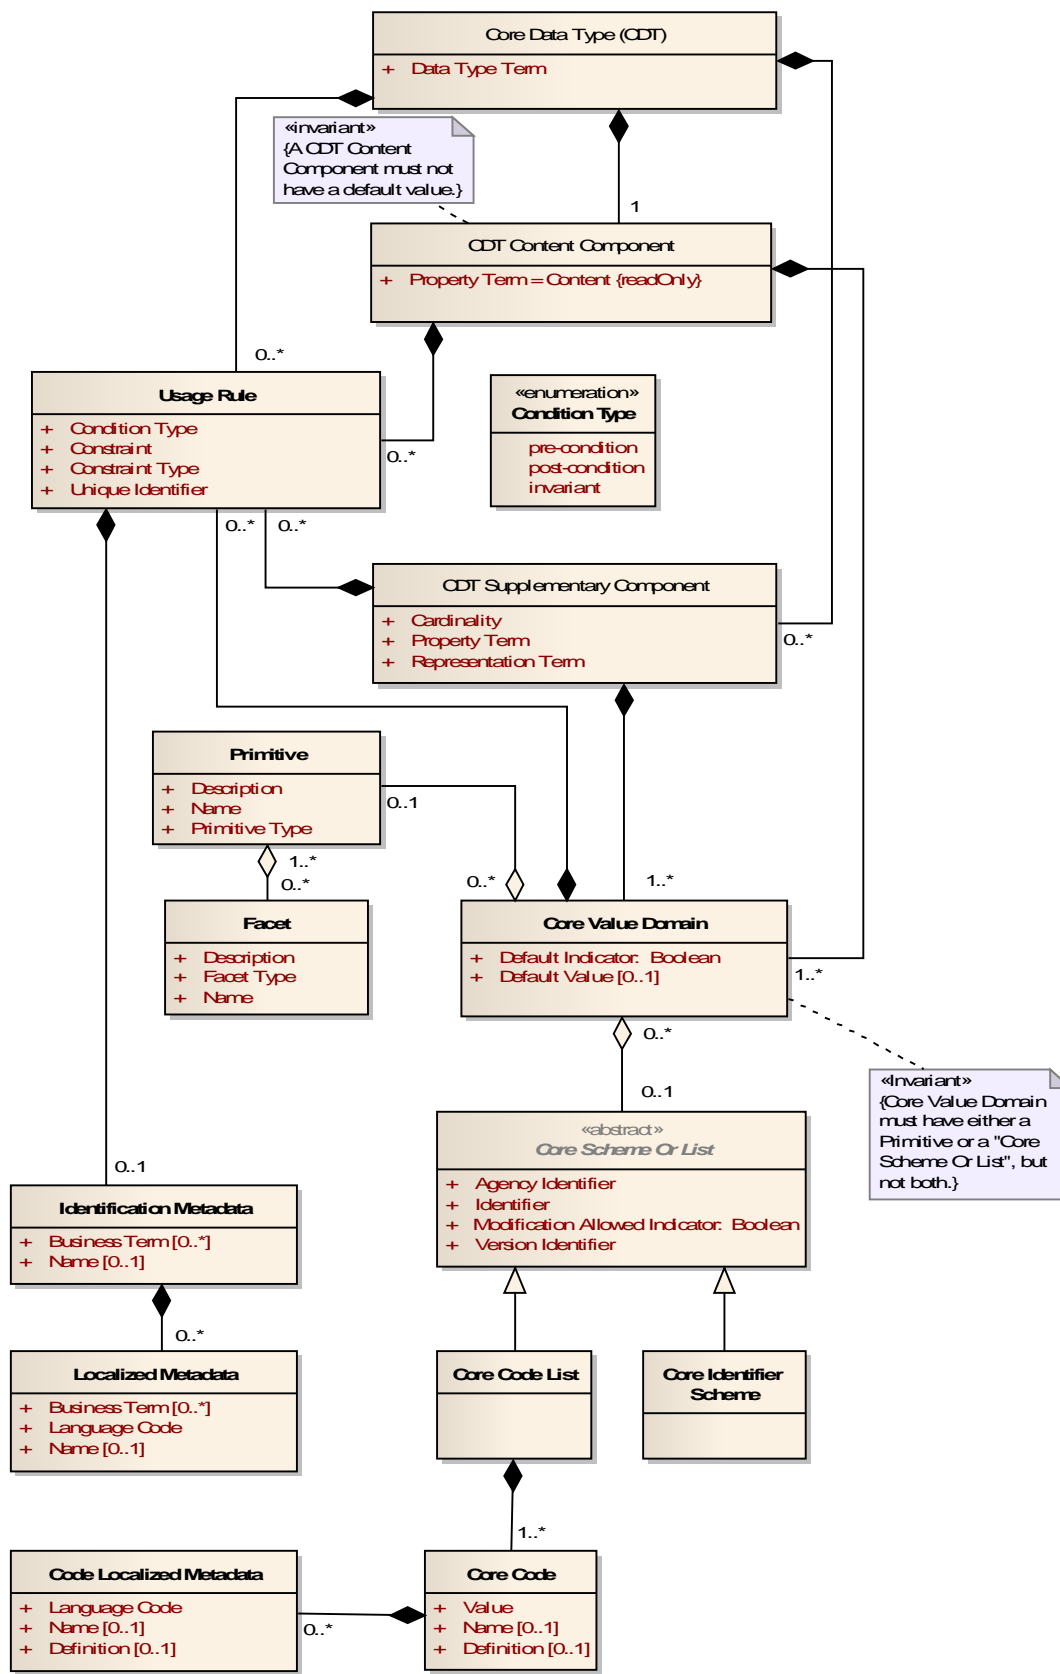 Core Data Type (CDT)
+ Data Type Term
«invariant»
{A CDT Content
Component must not
have a default value.}
1
CDT Content Component
+ Property Term = Content {readOnly}
0..*
Usage Rule
+ Condition Type
+ Constraint
+ Constraint Type
+ Unique Identifier
0..*
«enumeration»
Condition Type
pre-condition
post-condition
invariant
0..*
0..*
CDT Supplementary Component
+ Cardinality
+ Property Term
+ Representation Term
0..*
Primitive
+ Description
+ Name
+ Primitive Type
0..1
1..*
0..*
0..*
1..*
Facet
+ Description
+ Facet Type
+ Name
Core Value Domain
+ Default Indicator: Boolean
+ Default Value [0..1]
1..*
0..*
0..1
«Invariant»
{Core Value Domain
must have either a
Primitive or a "Core
Scheme Or List", but
not both.}
«abstract»
Core Scheme Or List
+ Agency Identifier
+ Identifier
+ Modification Allowed Indicator: Boolean
+ Version Identifier
0..1
Identification Metadata
+ Business Term [0..*]
+ Name [0..1]
0..*
Localized Metadata
+ Business Term [0..*]
+ Language Code
+ Name [0..1]
Core Code List
Core Identifier
Scheme
1..*
Code Localized Metadata
+ Language Code
+ Name [0..1]
+ Definition [0..1]
0..*
Core Code
+ Value
+ Name [0..1]
+ Definition [0..1]